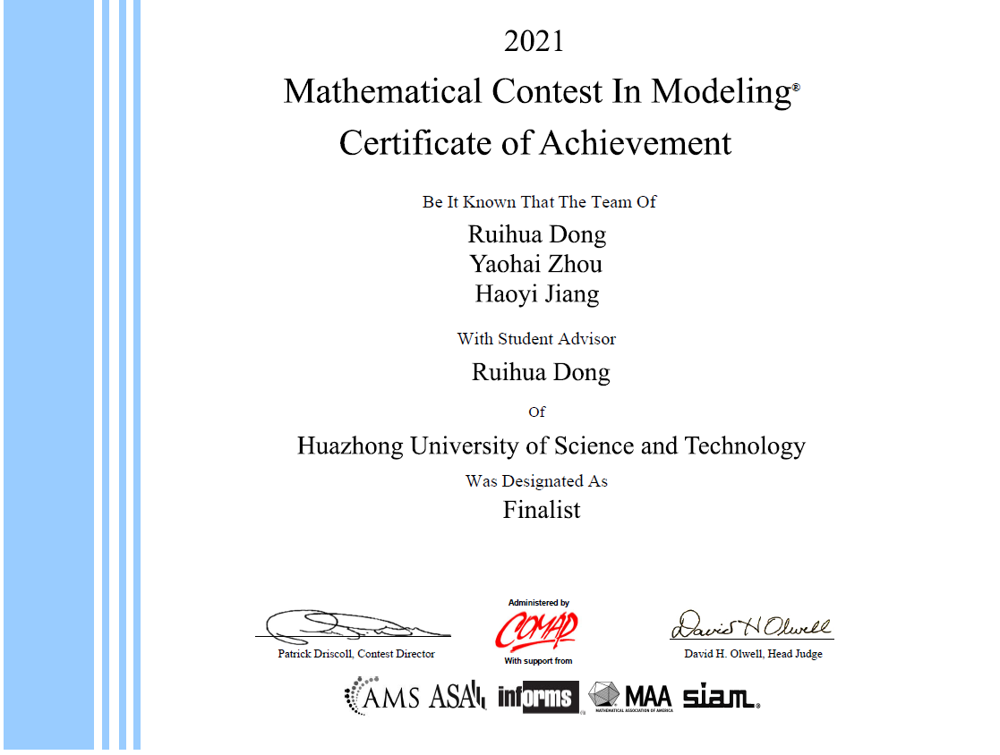 2021
Mathematical Contest In Modeling®
Certificate of Achievement
Be It Known That The Team Of
Ruihua Dong
Yaohai Zhou
Haoyi Jiang
With Student Advisor
Ruihua Dong
Of
Huazhong University of Science and Technology
Was Designated As
Finalist
Administered by
COMAP
David H Olwell
Patrick Driscoll, Contest Director
With support from
David H. Olwell, Head Judge
AMS ASA informs MAA siam.®
MATHEMATICAL ASSOCIATION OF AMERICA